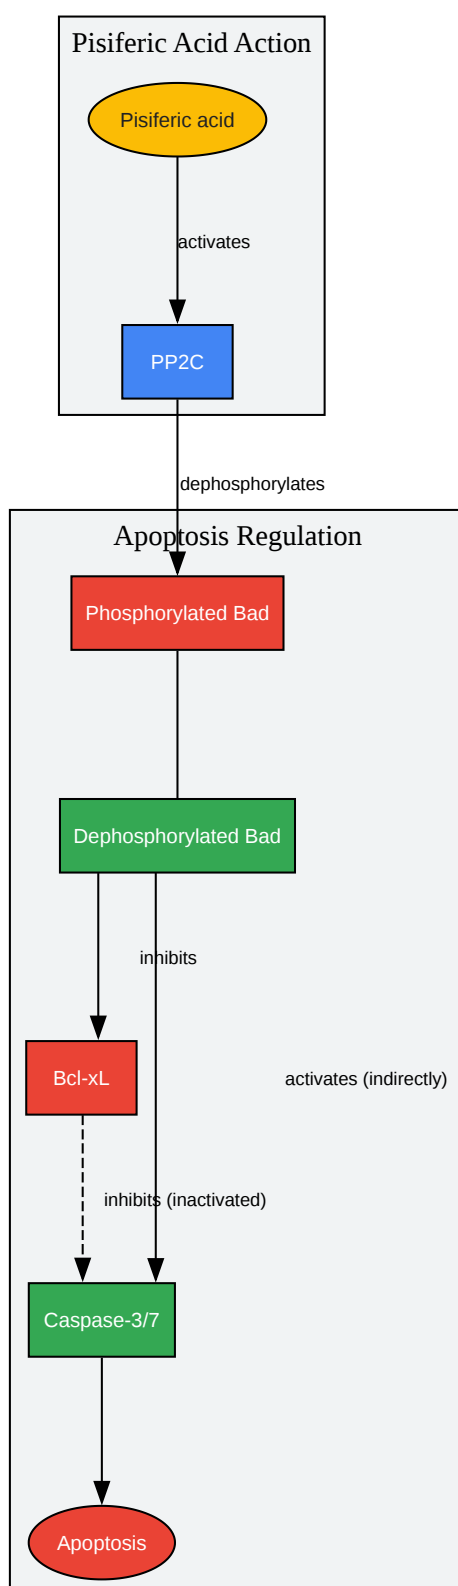 Pisiferic Acid Action
Pisiferic acid
activates
PP2C
dephosphorylates
Apoptosis Regulation
Phosphorylated Bad
Dephosphorylated Bad
inhibits
Bcl-xL
activates (indirectly)
inhibits (inactivated)
Caspase-3/7
Apoptosis